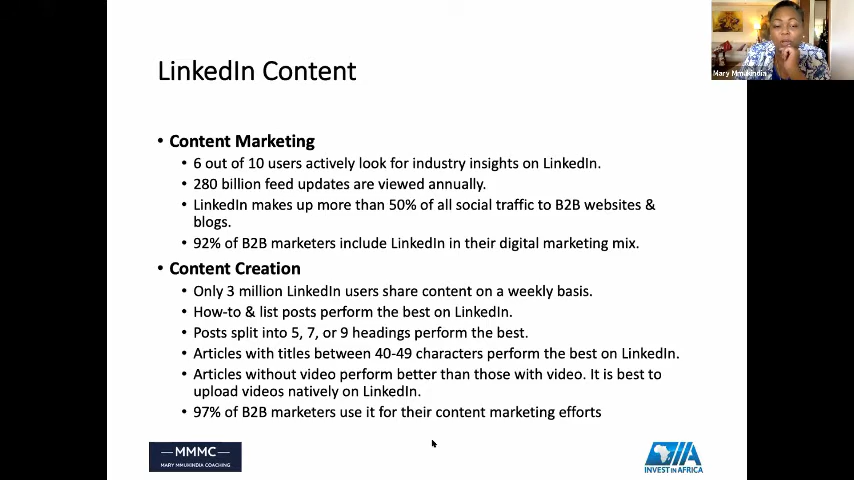 LinkedIn Content
Mary Mmukindia
• Content Marketing
• 6 out of 10 users actively look for industry insights on LinkedIn.
• 280 billion feed updates are viewed annually.
• LinkedIn makes up more than 50% of all social traffic to B2B websites &
blogs.
• 92% of B2B marketers include LinkedIn in their digital marketing mix.
• Content Creation
• Only 3 million LinkedIn users share content on a weekly basis.
• How-to & list posts perform the best on LinkedIn.
• Posts split into 5, 7, or 9 headings perform the best.
• Articles with titles between 40-49 characters perform the best on LinkedIn.
• Articles without video perform better than those with video. It is best to
upload videos natively on LinkedIn.
• 97% of B2B marketers use it for their content marketing efforts
—MMMC—
MARY MMUKINDIA COACHING
IIA
INVEST IN AFRICA